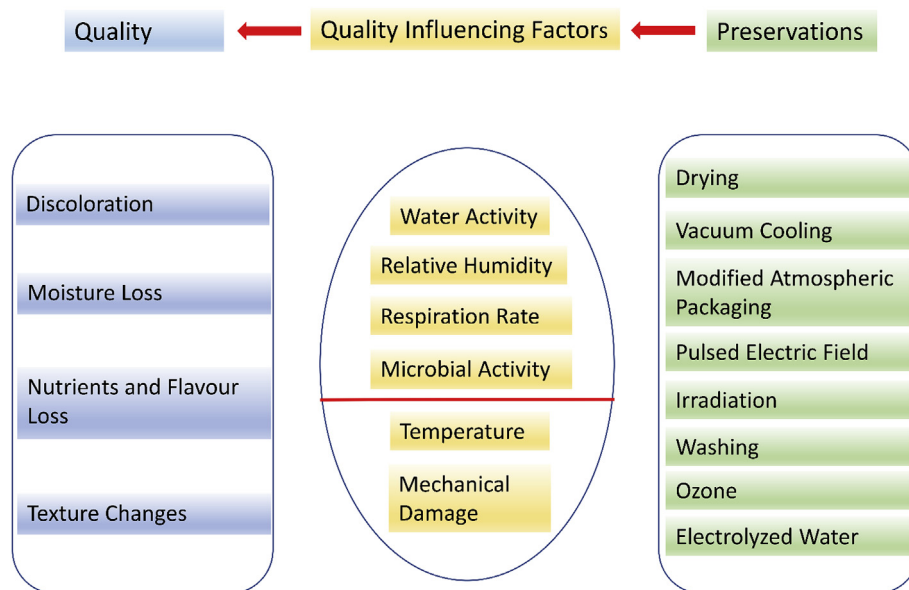 Quality
Quality Influencing Factors
Preservations
Discoloration
Moisture Loss
Nutrients and Flavour
Loss
Texture Changes
Water Activity
Relative Humidity
Respiration Rate
Microbial Activity
Temperature
Mechanical
Damage
Drying
Vacuum Cooling
Modified Atmospheric
Packaging
Pulsed Electric Field
Irradiation
Washing
Ozone
Electrolyzed Water